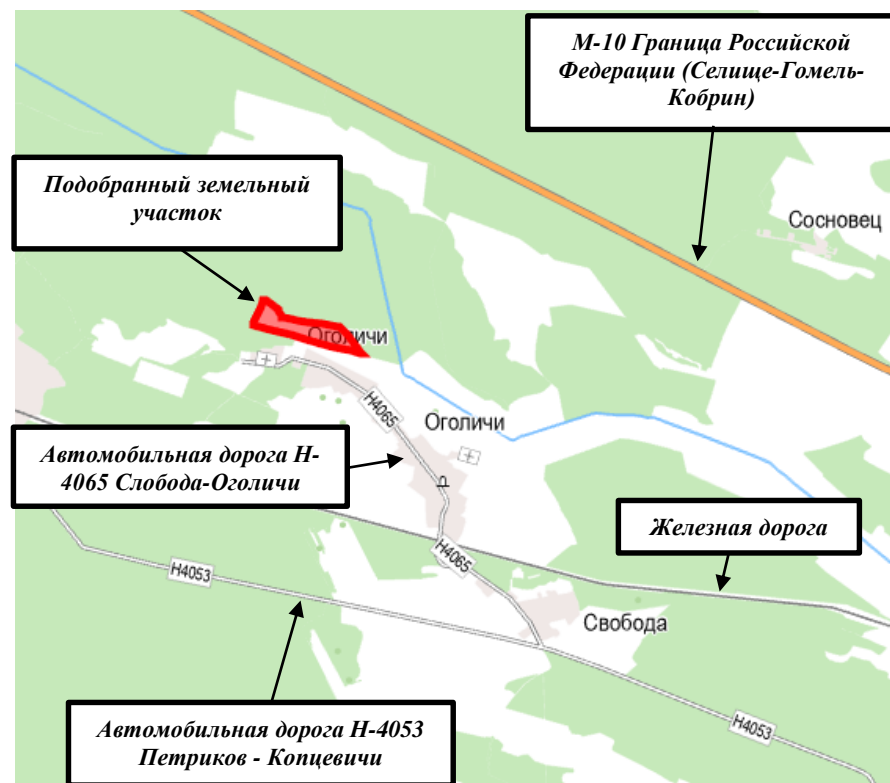 М-10 Граница Российской
Федерации (Селище-Гомель-
Кобрин)
Подобранный земельный
участок
Сосновец
Оголичи
Н4065
Оголичи
Автомобильная дорога Н-
4065 Слобода-Оголичи
Железная дорога
Н4065
Н4053
Свобода
Автомобильная дорога Н-4053
Петриков - Копцевичи
Н4053